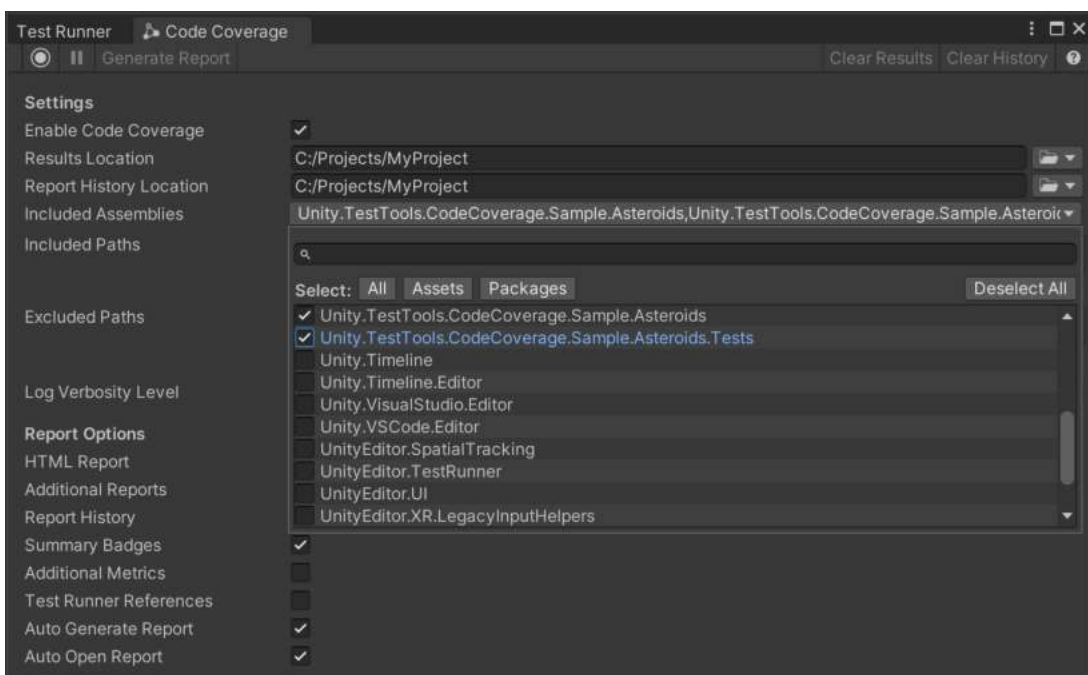 Test Runner Code Coverage
Generate Report Clear Results Clear History
Settings
Enable Code Coverage
Results Location C:/Projects/MyProject
Report History Location C:/Projects/MyProject
Included Assemblies Unity.TestTools.CodeCoverage.Sample.Asteroids,Unity.TestTools.CodeCoverage.Sample.Asteroi
Included Paths
Select: All Assets Packages Deselect All
Unity.TestTools.CodeCoverage.Sample.Asteroids
Excluded Paths
Unity.TestTools.CodeCoverage.Sample.Asteroids.Tests
Unity.Timeline
Unity.Timeline.Editor
Log Verbosity Level
Unity.VisualStudio.Editor
Unity.VSCode.Editor
Report Options
UnityEditor.SpatialTracking
HTML Report
UnityEditor.TestRunner
Additional Reports
UnityEditor.UI
Report History
UnityEditor.XR.LegacyInputHelpers
Summary Badges
Additional Metrics
Test Runner References
Auto Generate Report
Auto Open Report